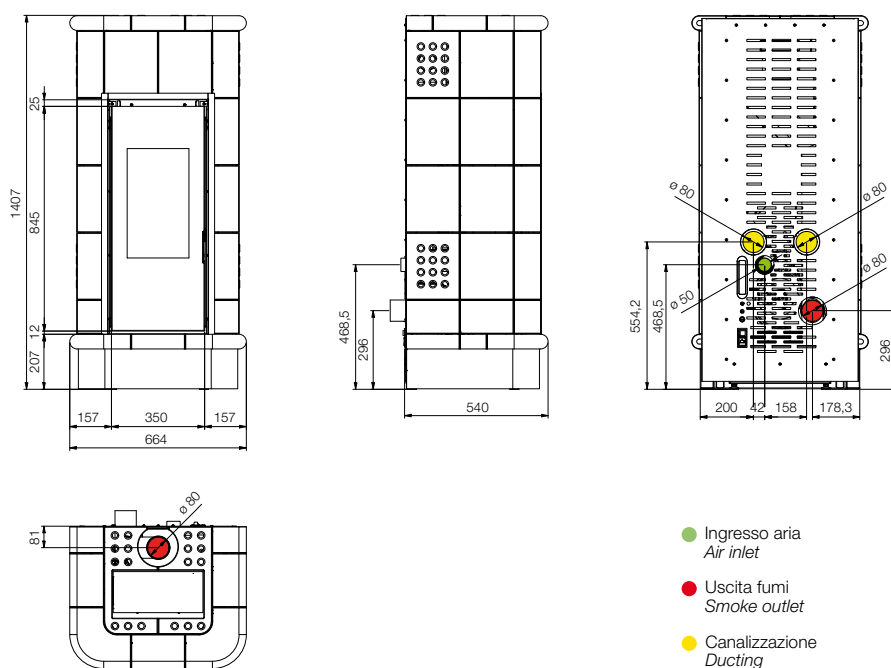 25
1407
845
12
207
157
350
157
664
468,5
296
540
ø 80
ø 80
ø 80
ø 50
554,2
468,5
296
200
42
158
178,3
ø 80
81
Ingresso aria
Air inlet
Uscita fumi
Smoke outlet
Canalizzazione
Ducting